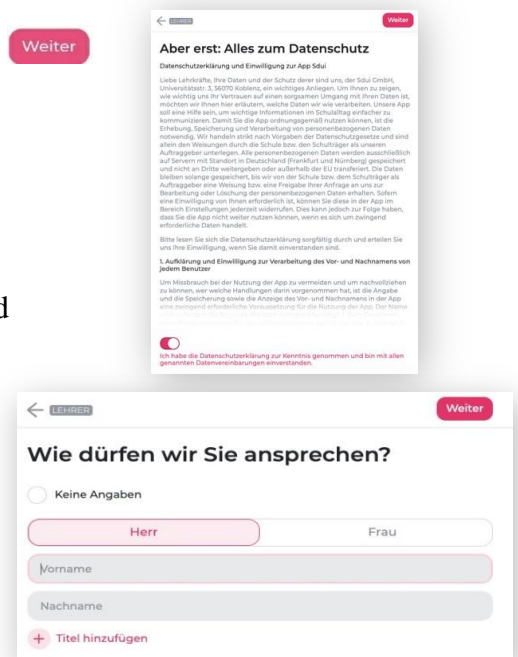 Weiter
LEHRER
Weiter
Aber erst: Alles zum Datenschutz
Datenschutzerklärung und Einwilligung zur App Sdui
Liebe Lehrkräfte, Ihre Daten und der Schutz derer sind uns, der Sdui GmbH,
Universitätsstr. 3, 56070 Koblenz, ein wichtiges Anliegen. Um Ihnen zu zeigen,
wie wichtig uns Ihr Vertrauen auf einen sorgsamen Umgang mit Ihren Daten ist,
möchten wir Ihnen hier erläutern, welche Daten wir wie verarbeiten. Unsere App
soll eine Hilfe sein, um wichtige Informationen im Schulalltag einfacher zu
kommunizieren. Damit Sie die App ordnungsgemäß nutzen können, ist die
Erhebung, Speicherung und Verarbeitung von personenbezogenen Daten
notwendig. Wir handeln strikt nach Vorgaben der Datenschutzgesetze und sind
allein den Weisungen durch die Schule bzw. den Schulträger als unseren
Auftraggeber unterlegen. Alle personenbezogenen Daten werden ausschließlich
auf Servern mit Standort in Deutschland (Frankfurt und Nürnberg) gespeichert
und nicht an Dritte weitergeben oder außerhalb der EU transferiert. Die Daten
bleiben solange gespeichert, bis wir von der Schule bzw. dem Schulträger als
Auftraggeber eine Weisung bzw. eine Freigabe Ihrer Anfrage an uns zur
Bearbeitung oder Löschung der personenbezogenen Daten erhalten. Sofern
eine Einwilligung von Ihnen erforderlich ist, können Sie diese in der App im
Bereich Einstellungen jederzeit widerrufen. Dies kann jedoch zur Folge haben,
dass Sie die App nicht weiter nutzen können, wenn es sich um zwingend
erforderliche Daten handelt.
Bitte lesen Sie sich die Datenschutzerklärung sorgfältig durch und erteilen Sie
uns Ihre Einwilligung, wenn Sie damit einverstanden sind.
1. Aufklärung und Einwilligung zur Verarbeitung des Vor- und Nachnamens von
jedem Benutzer
Um Missbrauch bei der Nutzung der App zu vermeiden und um nachvollziehen
zu können, wer welche Handlungen darin vorgenommen hat, ist die Angabe
und die Speicherung sowie die Anzeige des Vor- und Nachnamens in der App
eine zwingend erforderliche Voraussetzung für die Nutzung der App. Der Name
d
Ich habe die Datenschutzerklärung zur Kenntnis genommen und bin mit allen
genannten Datenvereinbarungen einverstanden.
LEHRER
Weiter
Wie dürfen wir Sie ansprechen?
Keine Angaben
Herr Frau
Vorname
Nachname
+ Titel hinzufügen